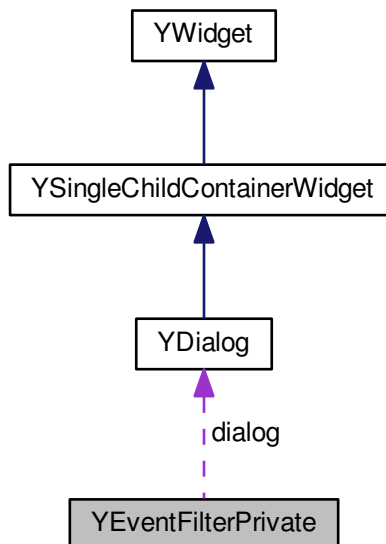 YWidget
YSingleChildContainerWidget
YDialog
dialog
YEventFilterPrivate